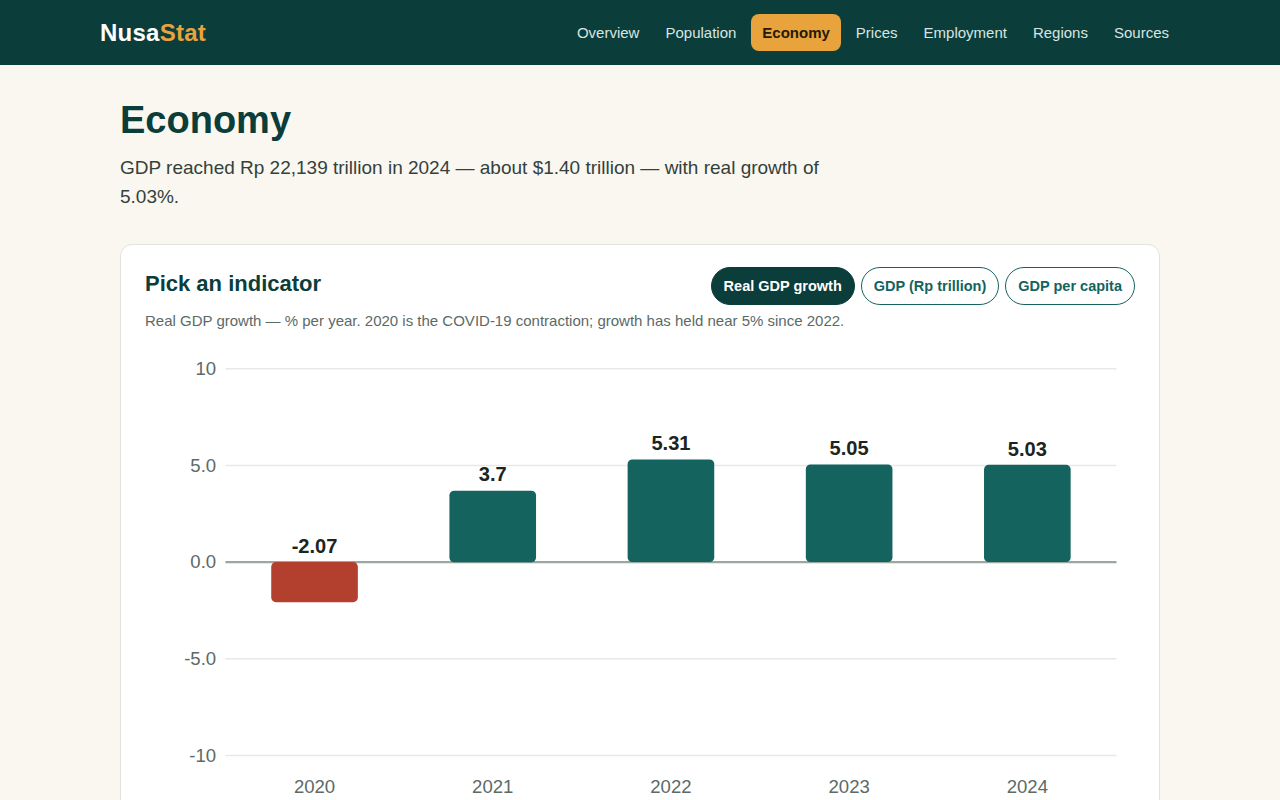 NusaStat
Overview Population Economy Prices Employment Regions Sources
Economy
GDP reached Rp 22,139 trillion in 2024 — about $1.40 trillion — with real growth of
5.03%.
Pick an indicator
Real GDP growth GDP (Rp trillion) GDP per capita
Real GDP growth — % per year. 2020 is the COVID-19 contraction; growth has held near 5% since 2022.
10
5.0
0.0
-5.0
-10
-2.07
3.7
5.31
5.05
5.03
2020 2021 2022 2023 2024